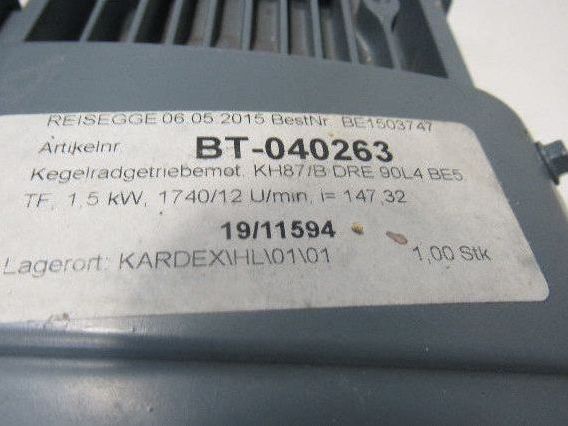 REISEGGE 06.05.2015 BestNr. BE1503747
Artikelnr. BT-040263
Kegelradgetriebemot. KH87/B DRE 90L4 BE5
TF, 1,5 kW, 1740/12 U/min, i= 147,32
19/11594
Lagerort: KARDEX\HL\01\01 1,00 Stk